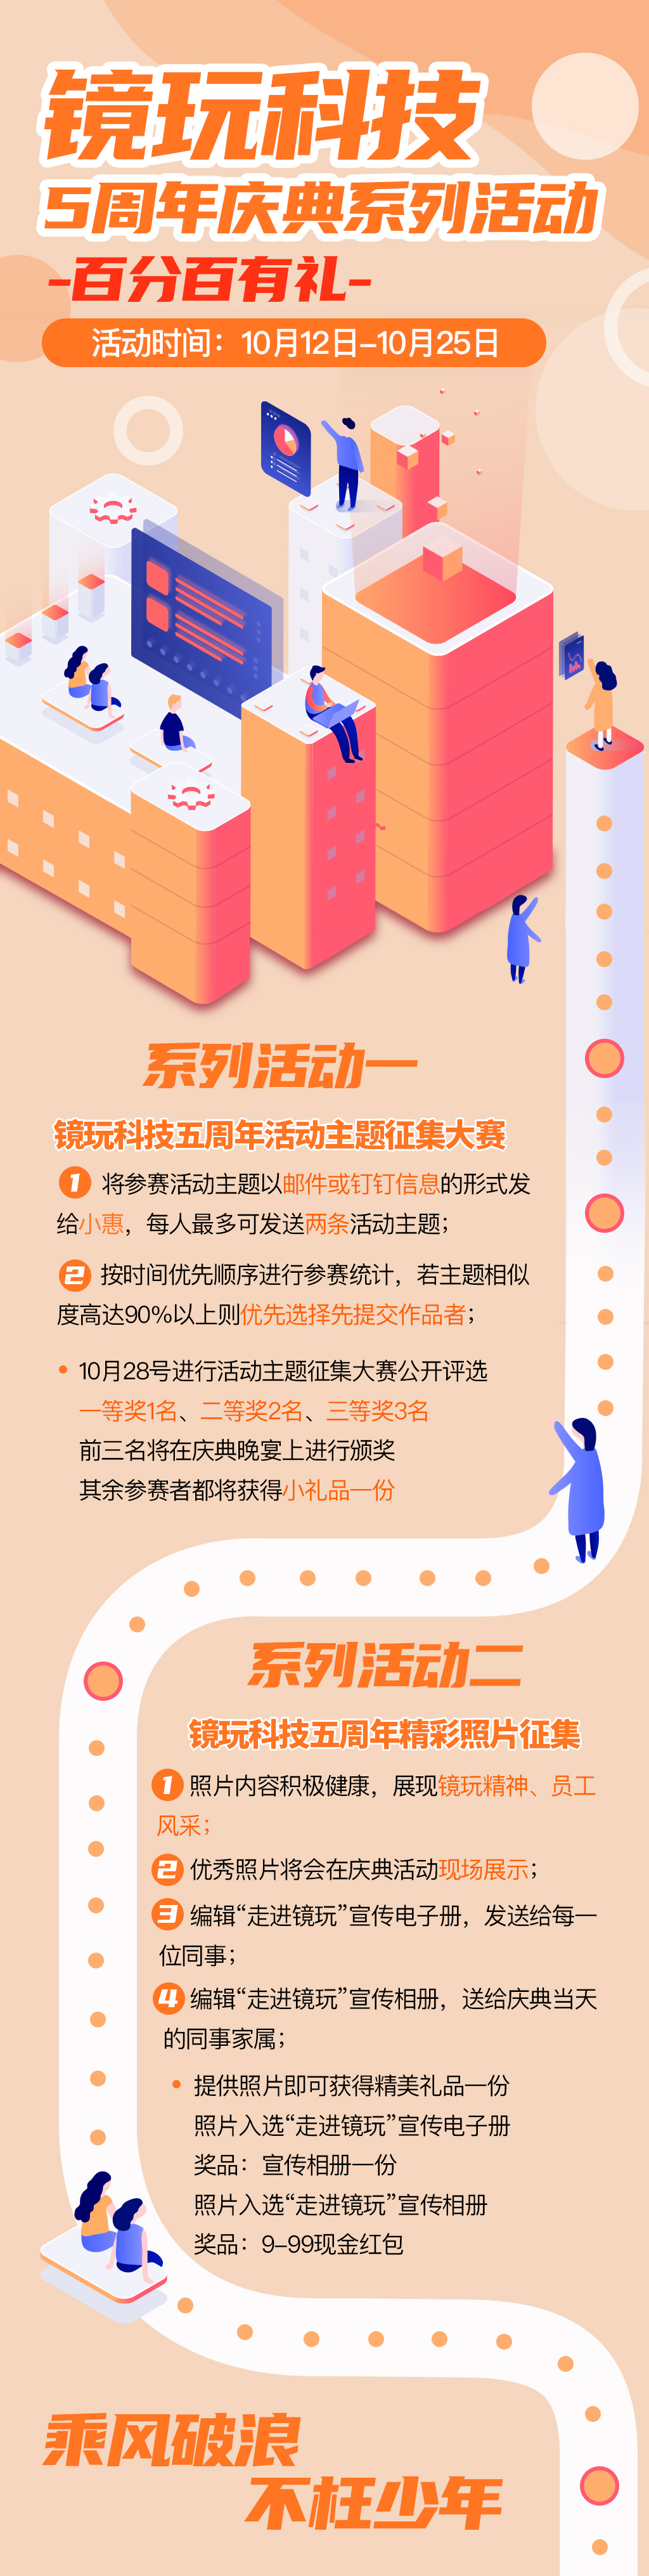 镜玩科技
5周年庆典系列活动
-百分百有礼-
活动时间：10月12日-10月25日
系列活动一
镜玩科技五周年活动主题征集大赛
1 将参赛活动主题以邮件或钉钉信息的形式发
给小惠，每人最多可发送两条活动主题；
2 按时间优先顺序进行参赛统计，若主题相似
度高达90%以上则优先选择先提交作品者；
• 10月28号进行活动主题征集大赛公开评选
一等奖1名、二等奖2名、三等奖3名
前三名将在庆典晚宴上进行颁奖
其余参赛者都将获得小礼品一份
系列活动二
镜玩科技五周年精彩照片征集
1 照片内容积极健康，展现镜玩精神、员工
风采；
2 优秀照片将会在庆典活动现场展示；
3 编辑“走进镜玩”宣传电子册，发送给每一
位同事；
4 编辑“走进镜玩”宣传相册，送给庆典当天
的同事家属；
• 提供照片即可获得精美礼品一份
照片入选“走进镜玩”宣传电子册
奖品：宣传相册一份
照片入选“走进镜玩”宣传相册
奖品：9-99现金红包
乘风破浪
不枉少年